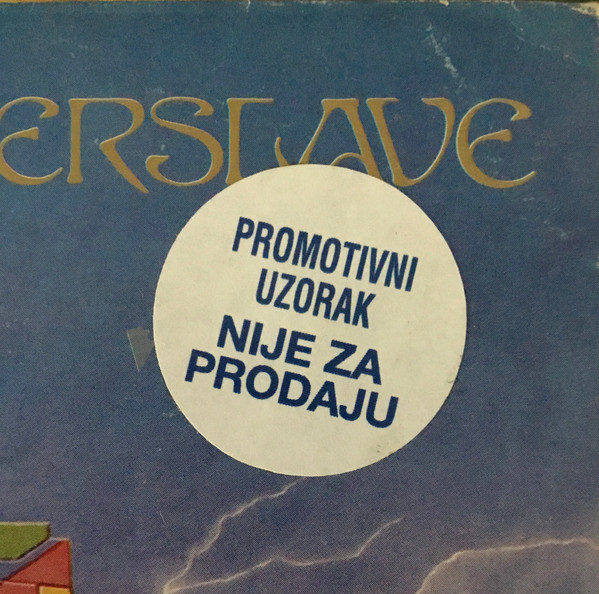 ERSLAVE
PROMOTIVNI
UZORAK
NIJE ZA
PRODAJU